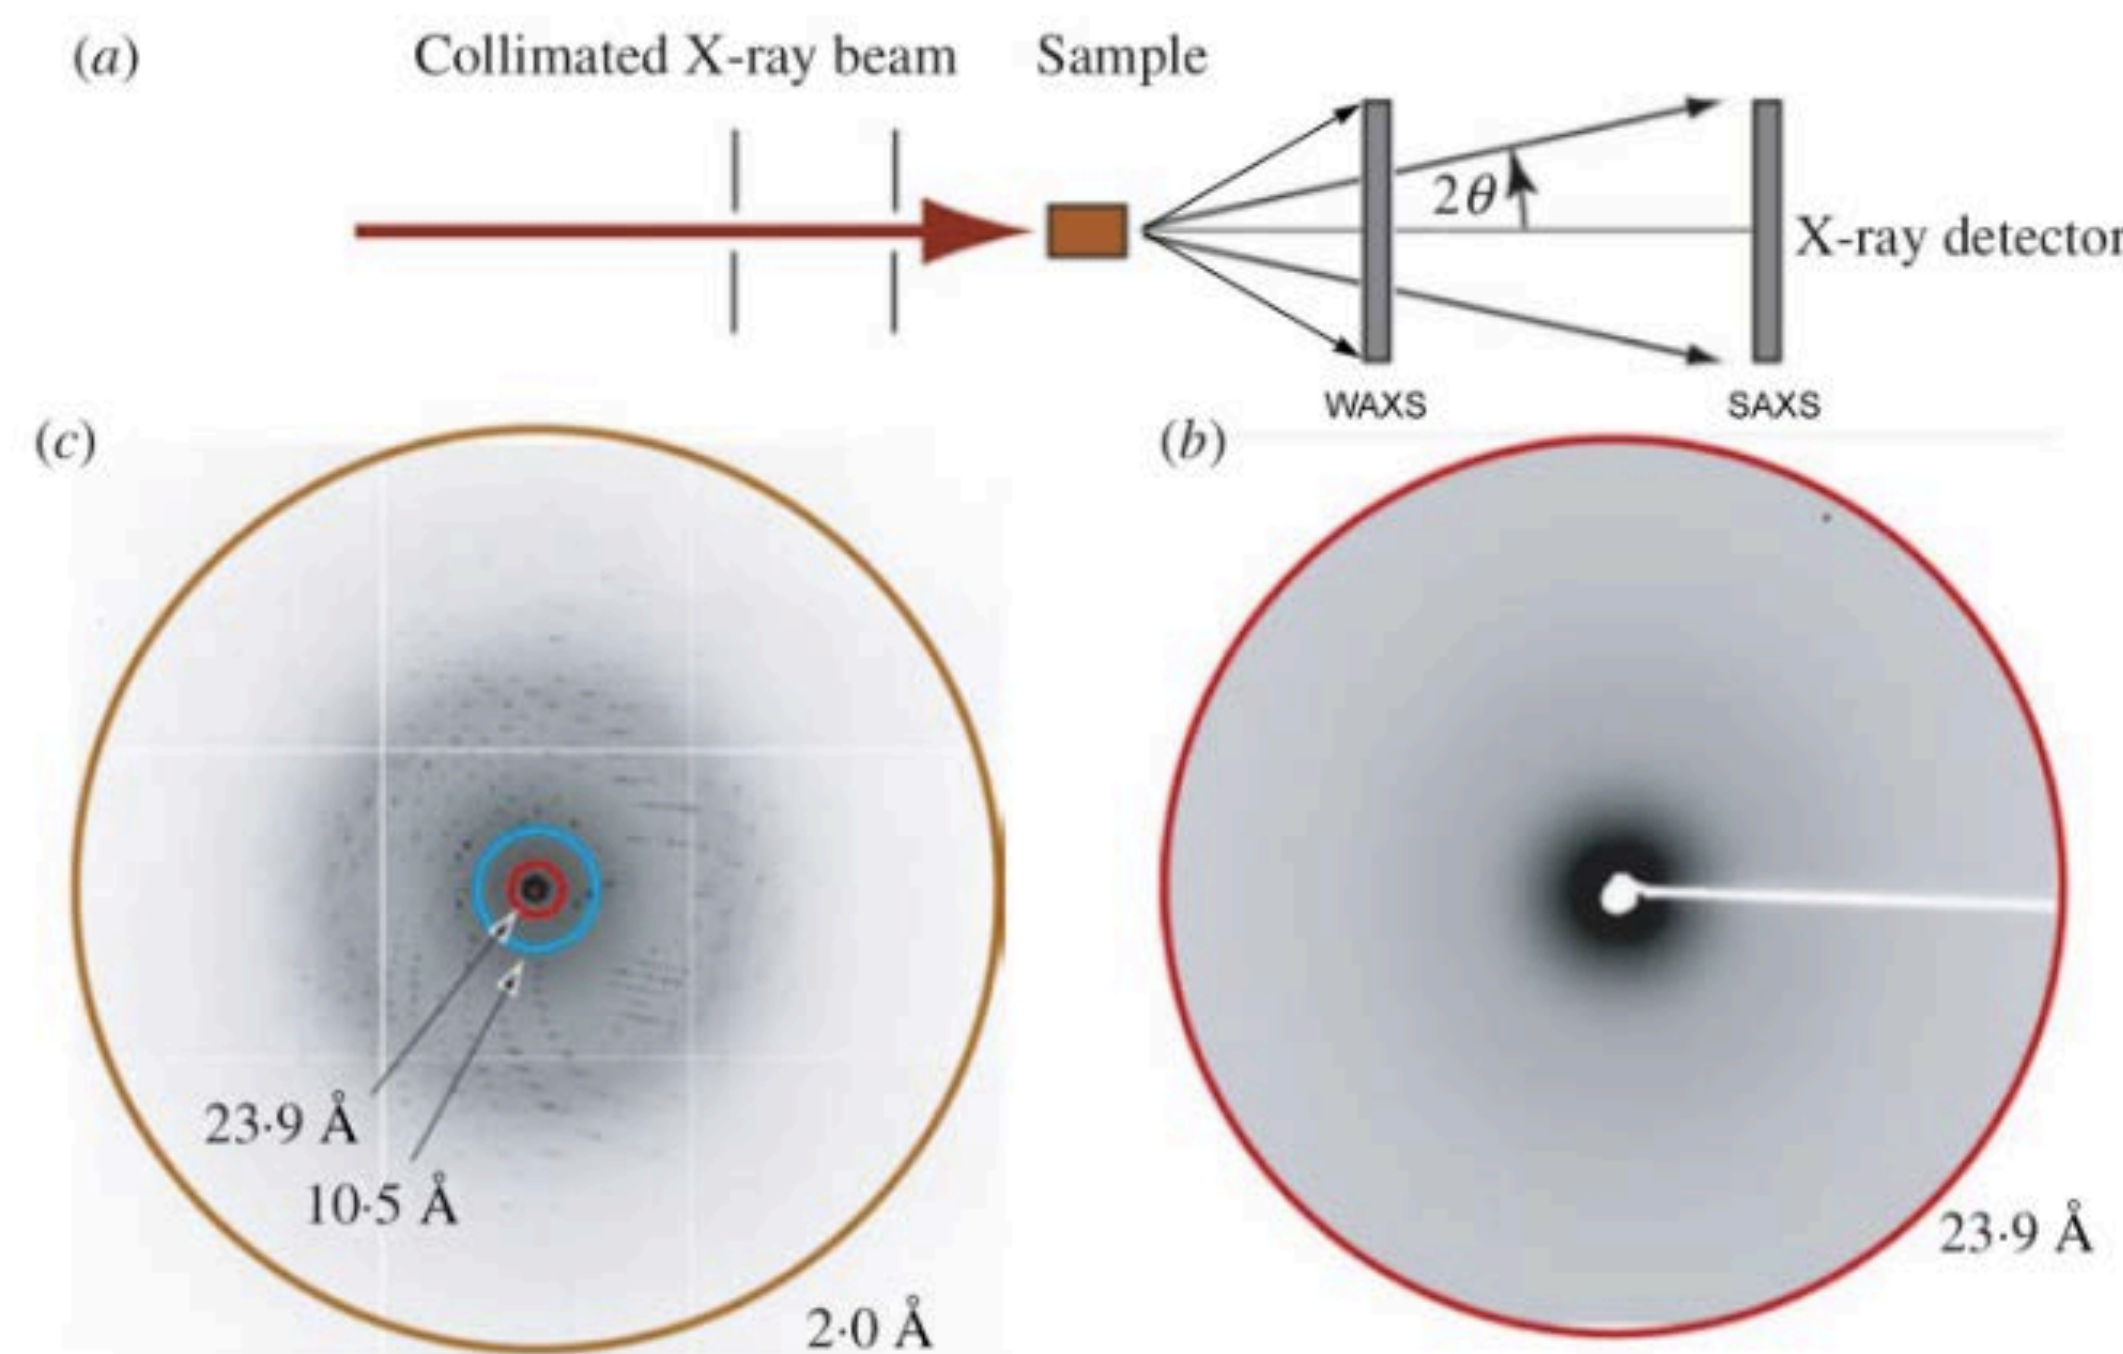 (a)
Collimated X-ray beam
Sample
2θ
X-ray detector
WAXS
SAXS
(c)
(b)
23·9 Å
10·5 Å
2·0 Å
23·9 Å